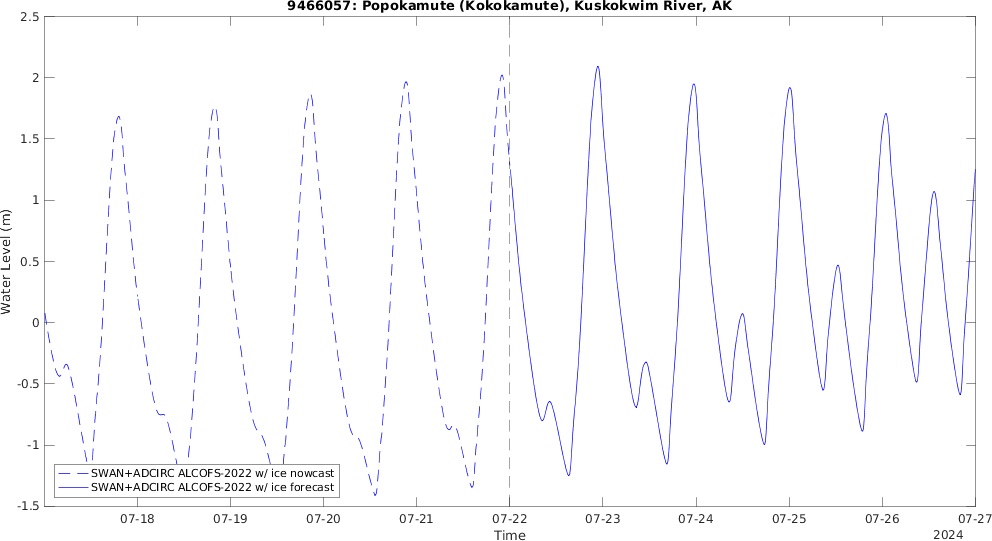 9466057: Popokamute (Kokokamute), Kuskokwim River, AK
2.5
2
1.5
1
0.5
0
-0.5
-1
-1.5
Water Level (m)
SWAN+ADCIRC ALCOFS-2022 w/ ice nowcast
SWAN+ADCIRC ALCOFS-2022 w/ ice forecast
07-18 07-19 07-20 07-21 07-22 07-23 07-24 07-25 07-26 07-27
Time
2024